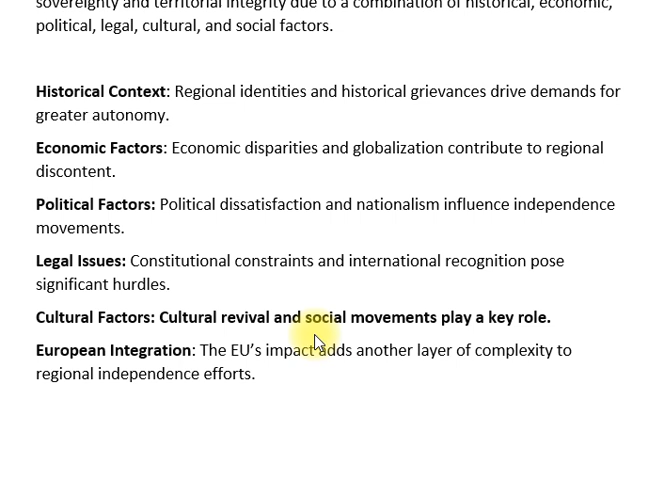 sovereignty and territorial integrity due to a combination of historical, economic,
political, legal, cultural, and social factors.
Historical Context: Regional identities and historical grievances drive demands for
greater autonomy.
Economic Factors: Economic disparities and globalization contribute to regional
discontent.
Political Factors: Political dissatisfaction and nationalism influence independence
movements.
Legal Issues: Constitutional constraints and international recognition pose
significant hurdles.
Cultural Factors: Cultural revival and social movements play a key role.
European Integration: The EU’s impact adds another layer of complexity to
regional independence efforts.